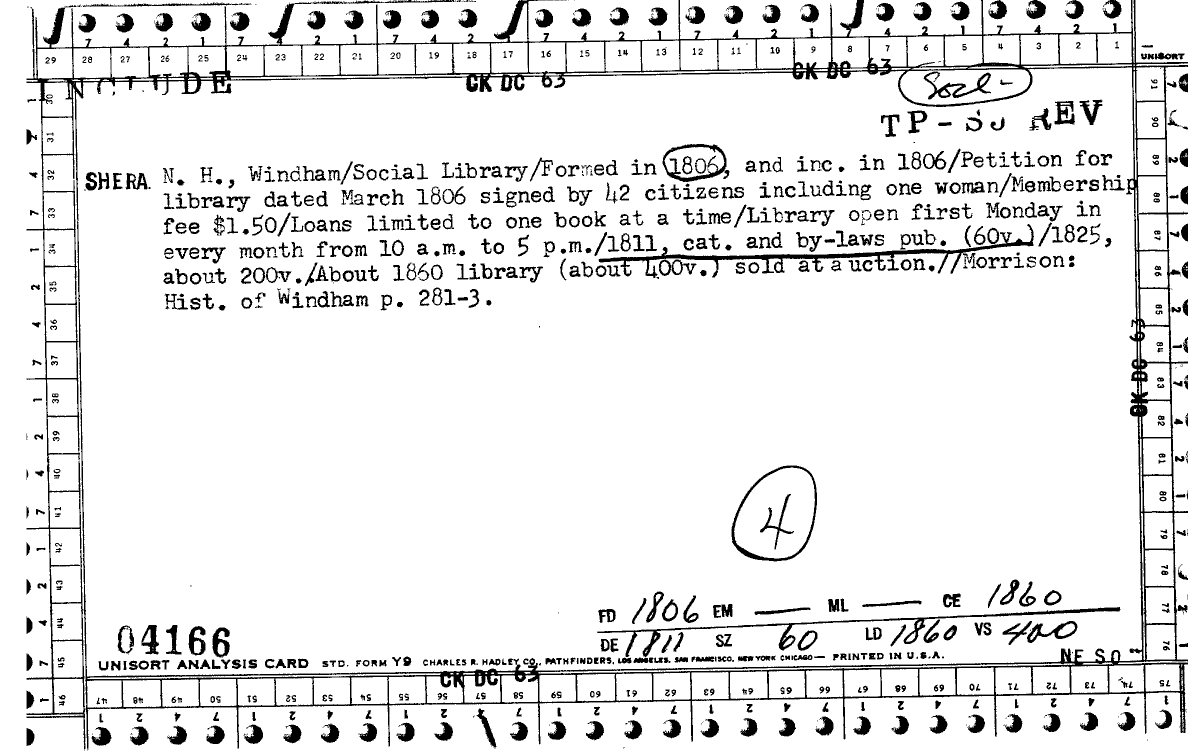 7 4 2 1 7 4 2 1 7 4 2 1 7 4 2 1 7 4 2 1 7 4 2 1
29 28 27 26 25 24 23 22 21 20 19 18 17 16 15 14 13 12 11 10 9 8 7 6 5 4 3 2 1 UNISORT
INCLUDE CK DC 63 CK DC 63
TP- REV
SHERA N. H., Windham/Social Library/Formed in 1806, and inc. in 1806/Petition for
library dated March 1806 signed by 42 citizens including one woman/Membership
fee $1.50/Loans limited to one book at a time/Library open first Monday in
every month from 10 a.m. to 5 p.m./1811, cat. and by-laws pub. (60v.)/1825,
about 200v./About 1860 library (about 400v.) sold at auction.//Morrison:
Hist. of Windham p. 281-3.
CK DC 63
4
FD 1806 EM — ML — CE 1860
DE 1811 SZ 60 LD 1860 VS 400
04166
UNISORT ANALYSIS CARD STD. FORM Y9 CHARLES R. HADLEY CO., PATHFINDERS, LOS ANGELES, SAN FRANCISCO, NEW YORK CHICAGO— PRINTED IN U.S.A.
NE SO
CK DC 63
30 31 32 33 34 35 36 37 38 39 40 41 42 43 44 45 46
47 48 49 50 51 52 53 54 55 56 57 58 59 60 61 62 63 64 65 66 67 68 69 70 71 72 73 74 75
76 77 78 79 80 81 82 83 84 85 86 87 88 89 90 91